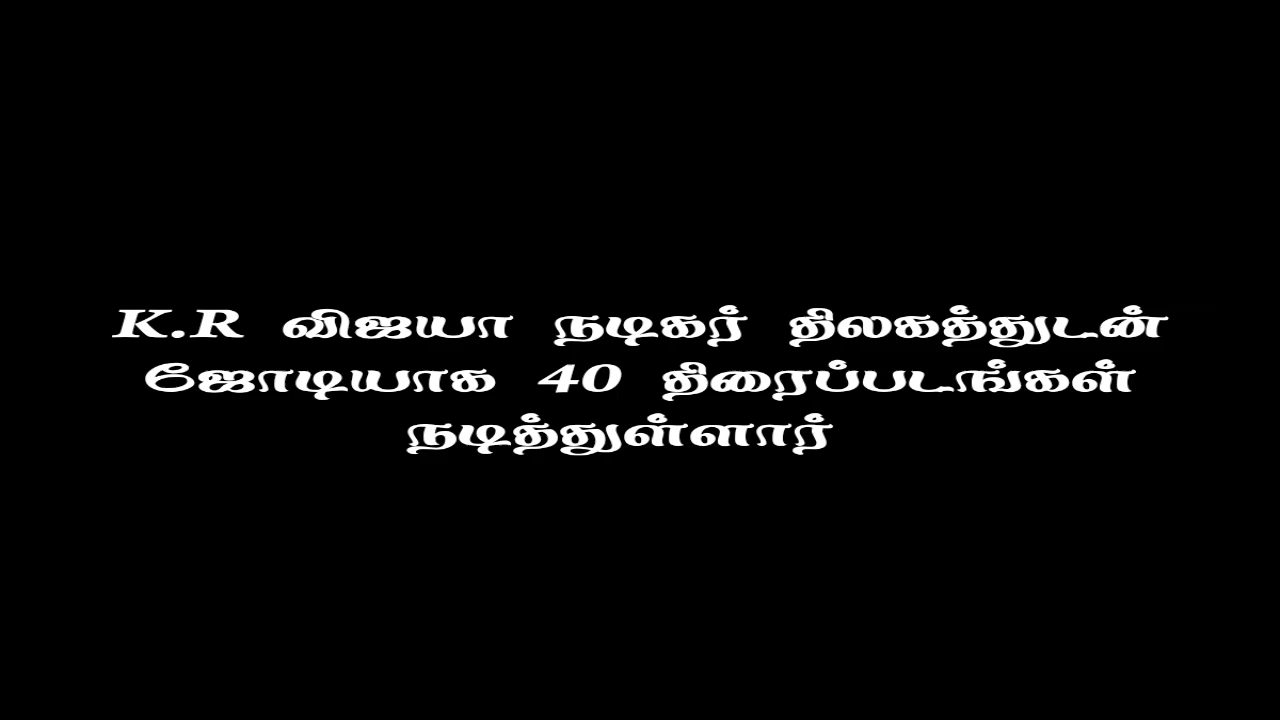 K.R விஜயா நடிகர் திலகத்துடன்
ஜோடியாக 40 திரைப்படங்கள்
நடித்துள்ளார்